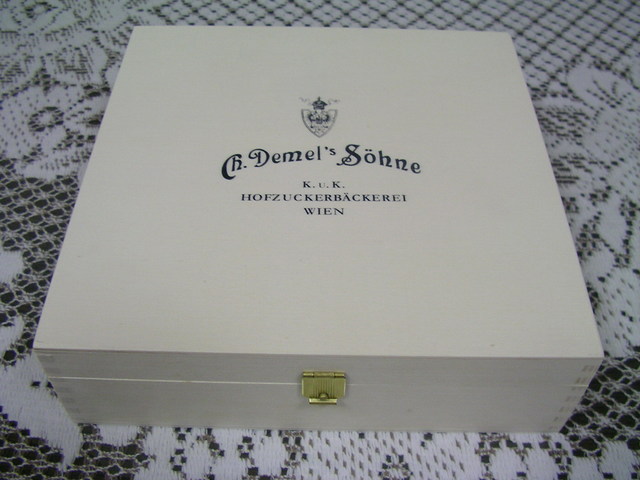 Ch. Demel's Söhne
K. U. K.
HOFZUCKERBÄCKEREI
WIEN